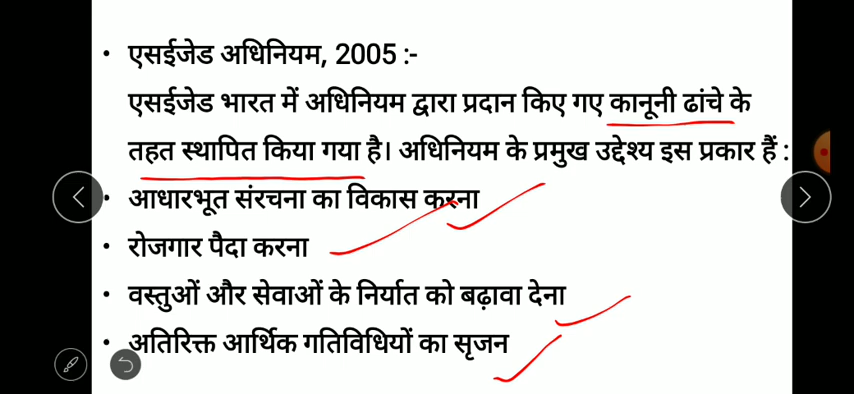 • एसईजेड अधिनियम, 2005 :-
एसईजेड भारत में अधिनियम द्वारा प्रदान किए गए कानूनी ढांचे के
तहत स्थापित किया गया है। अधिनियम के प्रमुख उद्देश्य इस प्रकार हैं :
• आधारभूत संरचना का विकास करना
• रोजगार पैदा करना
• वस्तुओं और सेवाओं के निर्यात को बढ़ावा देना
• अतिरिक्त आर्थिक गतिविधियों का सृजन